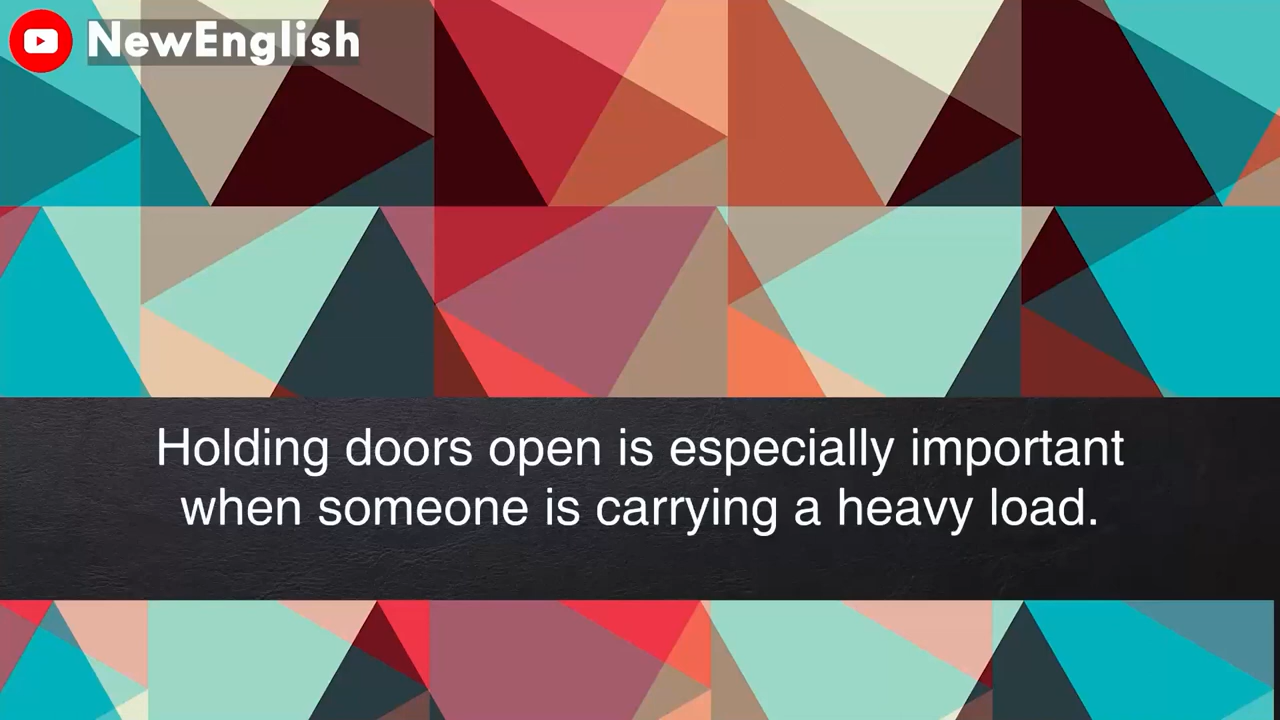 NewEnglish
Holding doors open is especially important
when someone is carrying a heavy load.